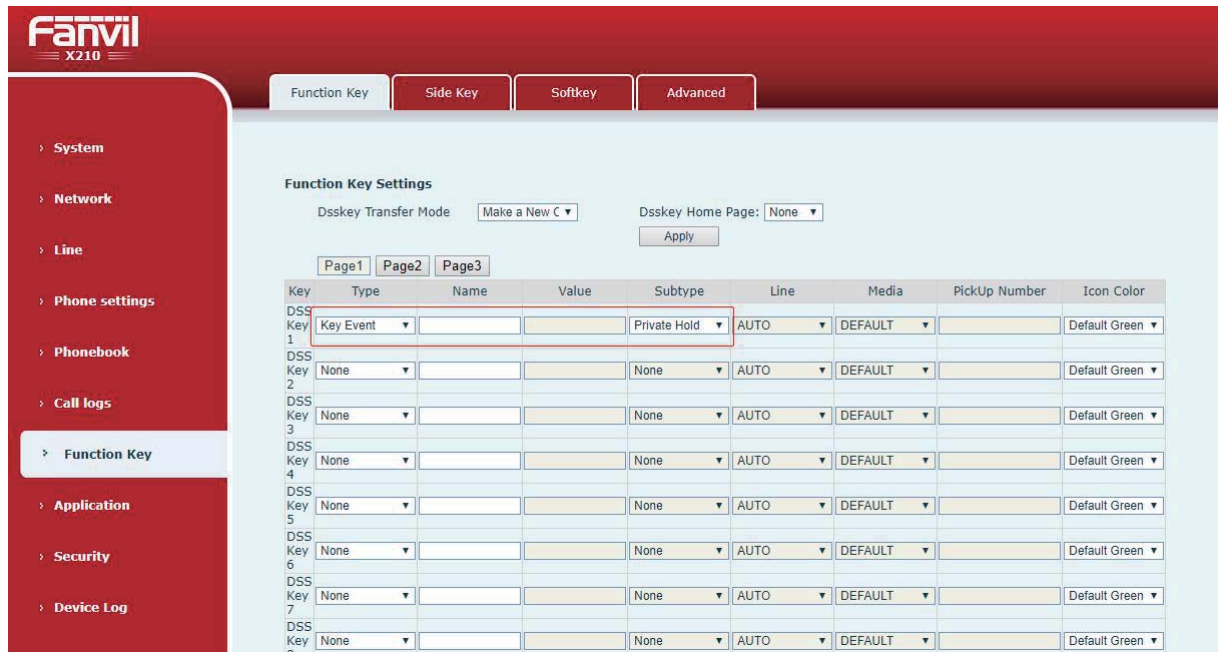 Fanvil
X210
Function Key Side Key Softkey Advanced
› System
› Network
› Line
› Phone settings
› Phonebook
› Call logs
› Function Key
› Application
› Security
› Device Log
Function Key Settings
Dsskey Transfer Mode Make a New C ▼ Dsskey Home Page: None ▼
Apply
Page1 Page2 Page3
Key Type Name Value Subtype Line Media PickUp Number Icon Color
DSS Key 1 Key Event ▼ Private Hold ▼ AUTO ▼ DEFAULT ▼ Default Green ▼
DSS Key 2 None ▼ None ▼ AUTO ▼ DEFAULT ▼ Default Green ▼
DSS Key 3 None ▼ None ▼ AUTO ▼ DEFAULT ▼ Default Green ▼
DSS Key 4 None ▼ None ▼ AUTO ▼ DEFAULT ▼ Default Green ▼
DSS Key 5 None ▼ None ▼ AUTO ▼ DEFAULT ▼ Default Green ▼
DSS Key 6 None ▼ None ▼ AUTO ▼ DEFAULT ▼ Default Green ▼
DSS Key 7 None ▼ None ▼ AUTO ▼ DEFAULT ▼ Default Green ▼
DSS Key None ▼ None ▼ AUTO ▼ DEFAULT ▼ Default Green ▼